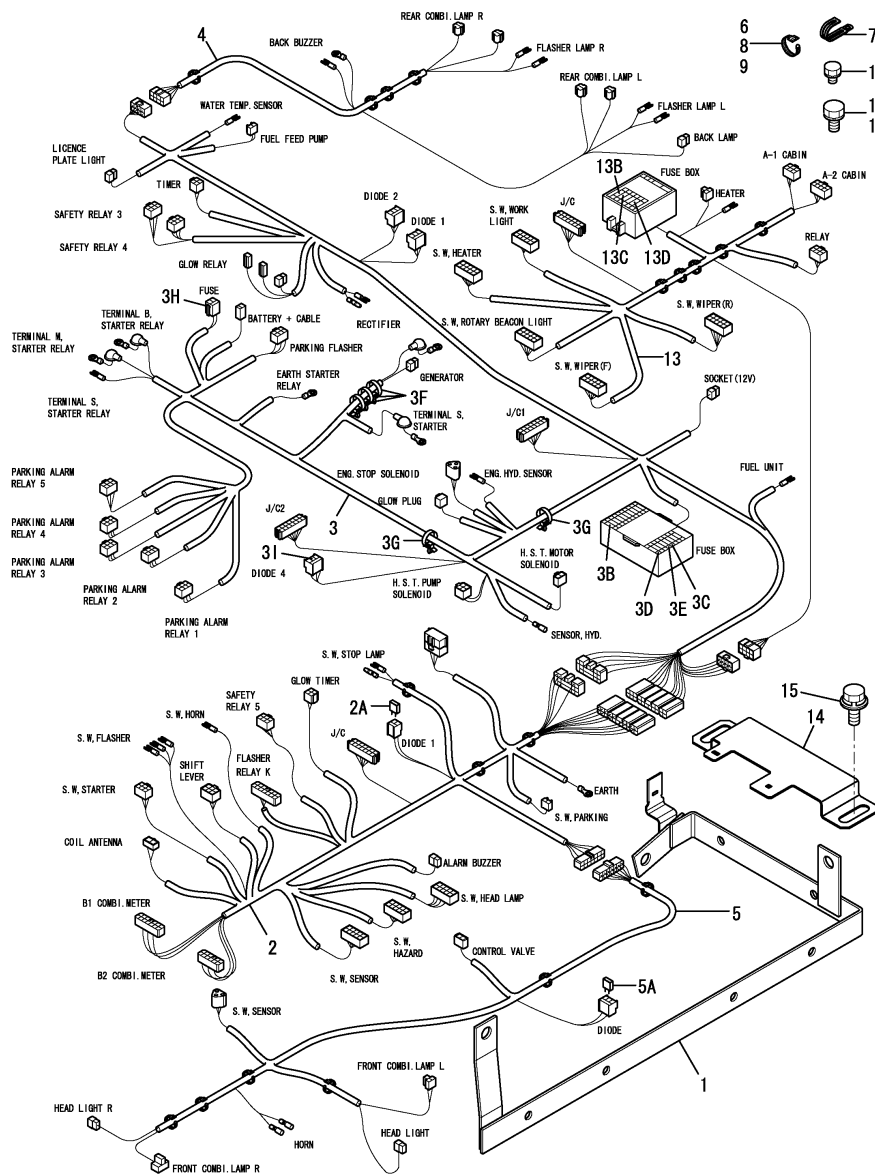 REAR COMBI.LAMP R
6
8
9
7
4
BACK BUZZER
FLASHER LAMP R
1
REAR COMBI.LAMP L
1
1
WATER TEMP.SENSOR
FLASHER LAMP L
FUEL FEED PUMP
BACK LAMP
LICENCE
PLATE LIGHT
A-1 CABIN
13B
FUSE BOX
A-2 CABIN
TIMER
DIODE 2
J/C
HEATER
SAFETY RELAY 3
S.W,WORK
LIGHT
DIODE 1
SAFETY RELAY 4
RELAY
S.W,HEATER
13C
13D
GLOW RELAY
FUSE
3H
S.W,WIPER(R)
BATTERY + CABLE
RECTIFIER
S.W,ROTARY BEACON LIGHT
TERMINAL B,
STARTER RELAY
TERMINAL M,
STARTER RELAY
PARKING FLASHER
13
EARTH STARTER
RELAY
GENERATOR
S.W,WIPER(F)
SOCKET(12V)
3F
TERMINAL S,
STARTER RELAY
TERMINAL S,
STARTER
J/C1
FUEL UNIT
PARKING ALARM
RELAY 5
ENG.STOP SOLENOID
ENG.HYD.SENSOR
GLOW PLUG
3
J/C2
3G
PARKING ALARM
RELAY 4
3G
3I
H.S.T.MOTOR
SOLENOID
FUSE BOX
PARKING ALARM
RELAY 3
DIODE 4
3B
3C
H.S.T.PUMP
SOLENOID
3D
3E
PARKING ALARM
RELAY 2
PARKING ALARM
RELAY 1
SENSOR,HYD.
S.W,STOP LAMP
GLOW TIMER
15
SAFETY
RELAY 5
2A
14
S.W,HORN
J/C
DIODE 1
S.W,FLASHER
SHIFT
LEVER
FLASHER
RELAY K
S.W,STARTER
EARTH
S.W,PARKING
COIL ANTENNA
ALARM BUZZER
B1 COMBI.METER
S.W,HEAD LAMP
5
2
S.W,
HAZARD
CONTROL VALVE
B2 COMBI.METER
S.W,SENSOR
5A
S.W,SENSOR
DIODE
FRONT COMBI.LAMP L
1
HEAD LIGHT R
HEAD LIGHT
HORN
FRONT COMBI.LAMP R